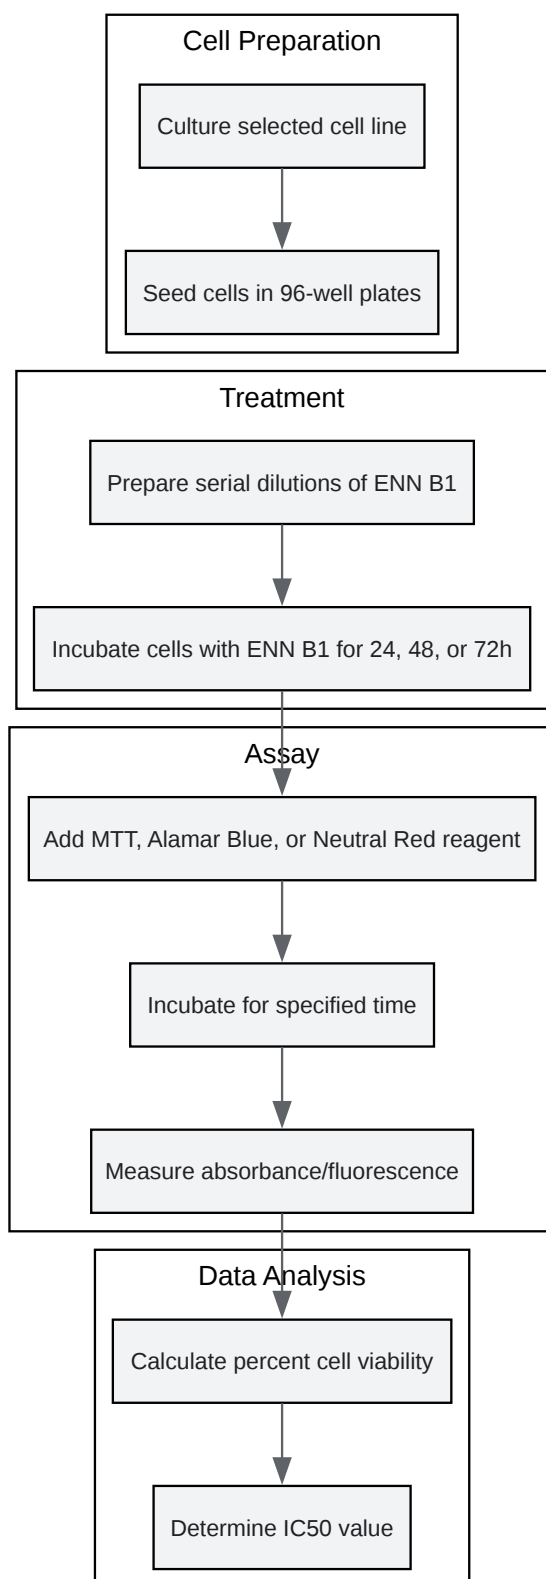 Cell Preparation
Culture selected cell line
Seed cells in 96-well plates
Treatment
Prepare serial dilutions of ENN B1
Incubate cells with ENN B1 for 24, 48, or 72h
Assay
Add MTT, Alamar Blue, or Neutral Red reagent
Incubate for specified time
Measure absorbance/fluorescence
Data Analysis
Calculate percent cell viability
Determine IC50 value